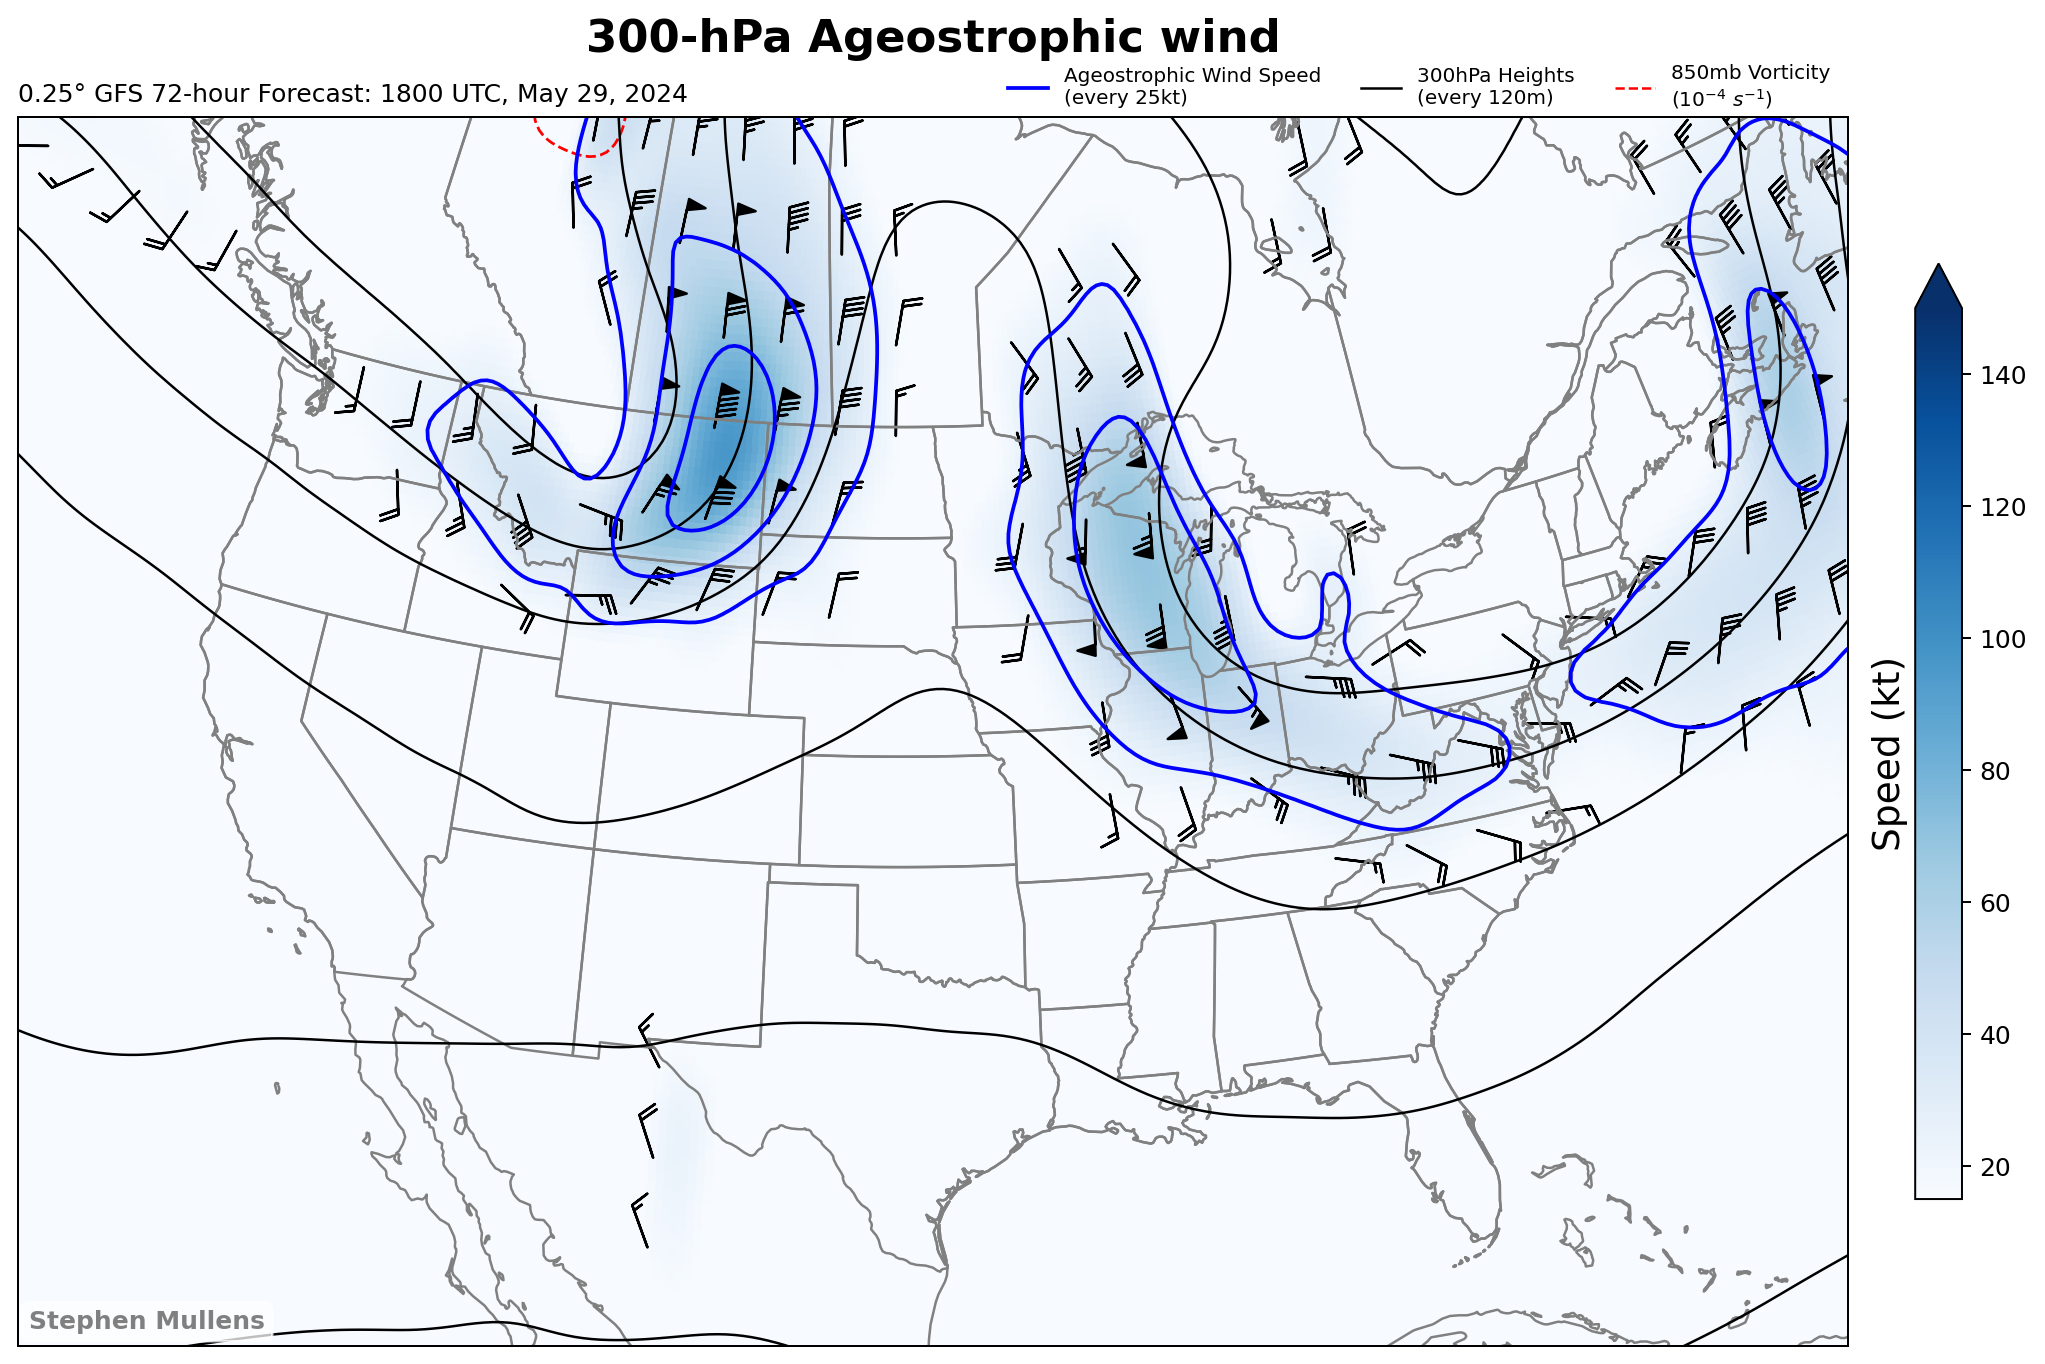 300-hPa Ageostrophic wind
0.25° GFS 72-hour Forecast: 1800 UTC, May 29, 2024
Ageostrophic Wind Speed
(every 25kt)
300hPa Heights
(every 120m)
850mb Vorticity
(10⁻⁴ s⁻¹)
140
120
100
80
60
40
20
Speed (kt)
Stephen Mullens